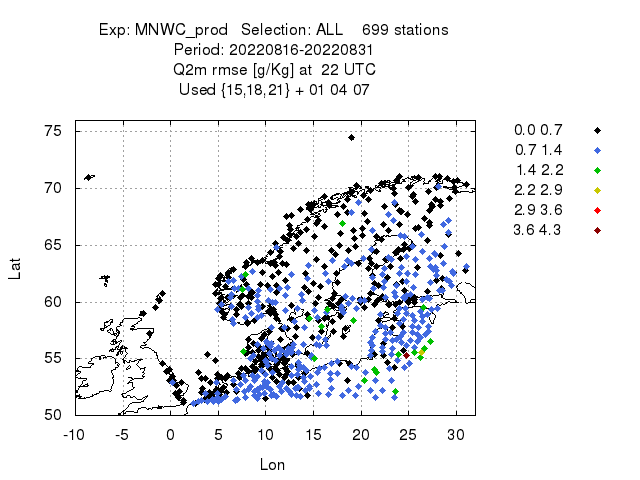 Exp: MNWC_prod Selection: ALL 699 stations
Period: 20220816-20220831
Q2m rmse [g/Kg] at 22 UTC
Used {15,18,21} + 01 04 07
0.0 0.7
0.7 1.4
1.4 2.2
2.2 2.9
2.9 3.6
3.6 4.3
75
70
65
60
55
50
Lat
-10 -5 0 5 10 15 20 25 30
Lon